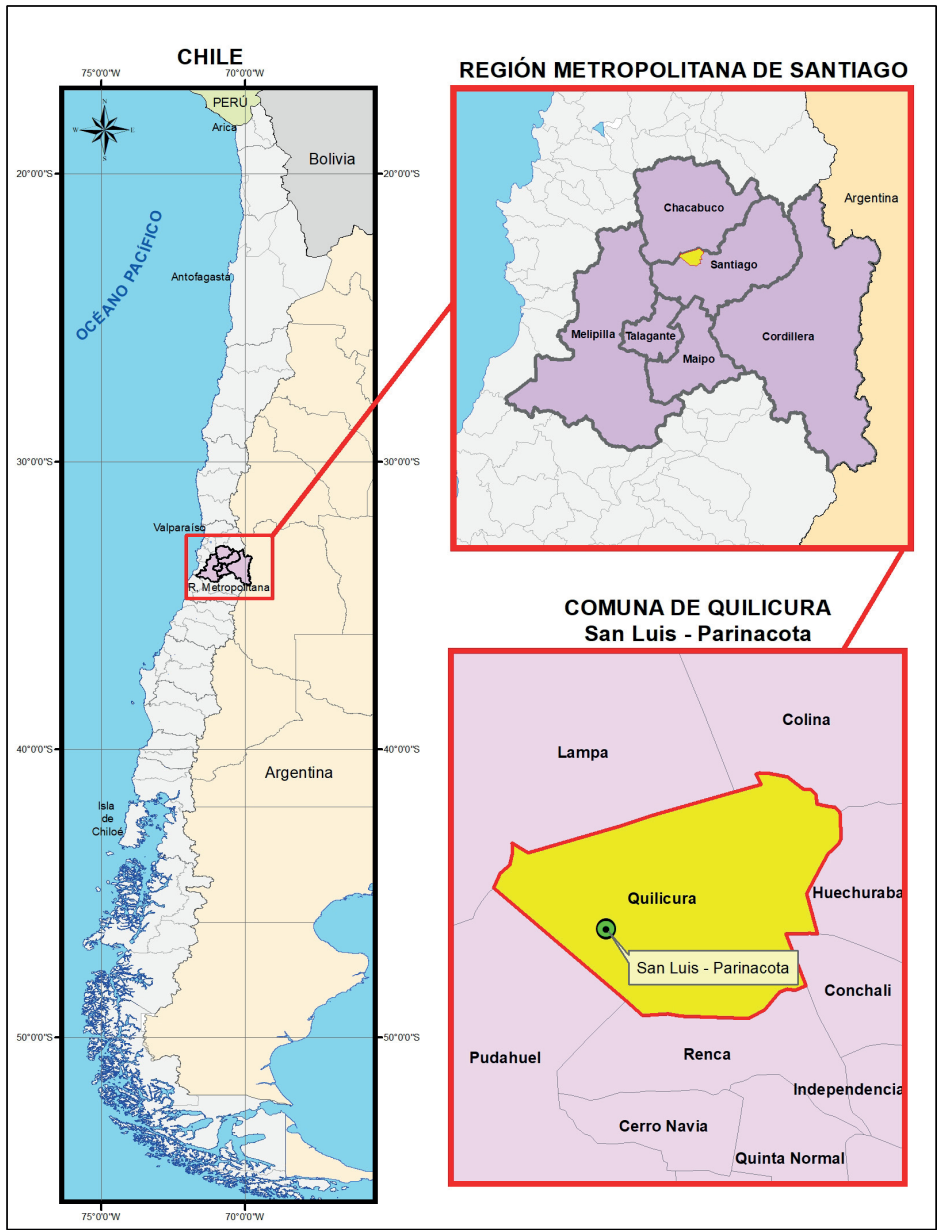 CHILE
75°0'0"W
70°0'0"W
N
W
E
S
PERÚ
Arica
Bolivia
20°0'0"S
20°0'0"S
OCÉANO PACÍFICO
Antofagasta
30°0'0"S
30°0'0"S
Valparaíso
R. Metropolitana
40°0'0"S
40°0'0"S
Argentina
Isla
de
Chiloé
50°0'0"S
50°0'0"S
75°0'0"W
70°0'0"W
REGIÓN METROPOLITANA DE SANTIAGO
Argentina
Chacabuco
Santiago
Melipilla
Talagante
Cordillera
Maipo
COMUNA DE QUILICURA
San Luis - Parinacota
Colina
Lampa
Huechuraba
Quilicura
San Luis - Parinacota
Conchali
Pudahuel
Renca
Independencia
Cerro Navia
Quinta Normal